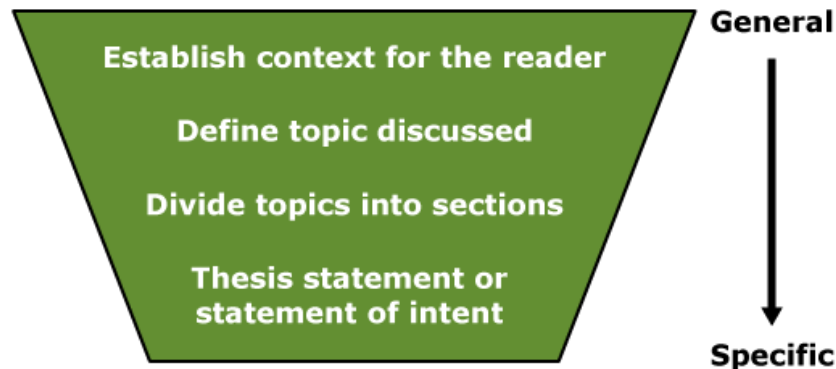 General
Establish context for the reader
Define topic discussed
Divide topics into sections
Thesis statement or
statement of intent
Specific